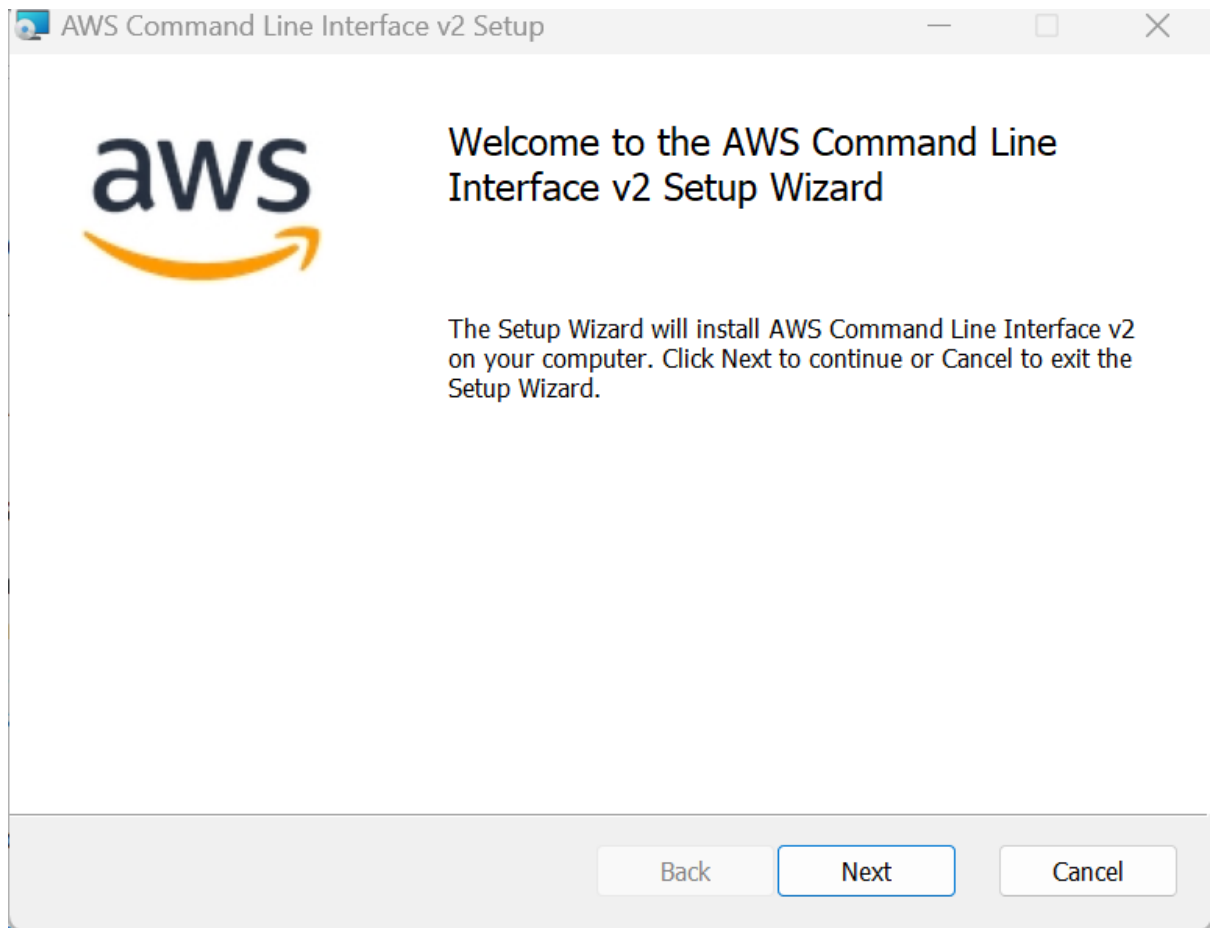 AWS Command Line Interface v2 Setup
aws
Welcome to the AWS Command Line
Interface v2 Setup Wizard
The Setup Wizard will install AWS Command Line Interface v2
on your computer. Click Next to continue or Cancel to exit the
Setup Wizard.
Back Next Cancel